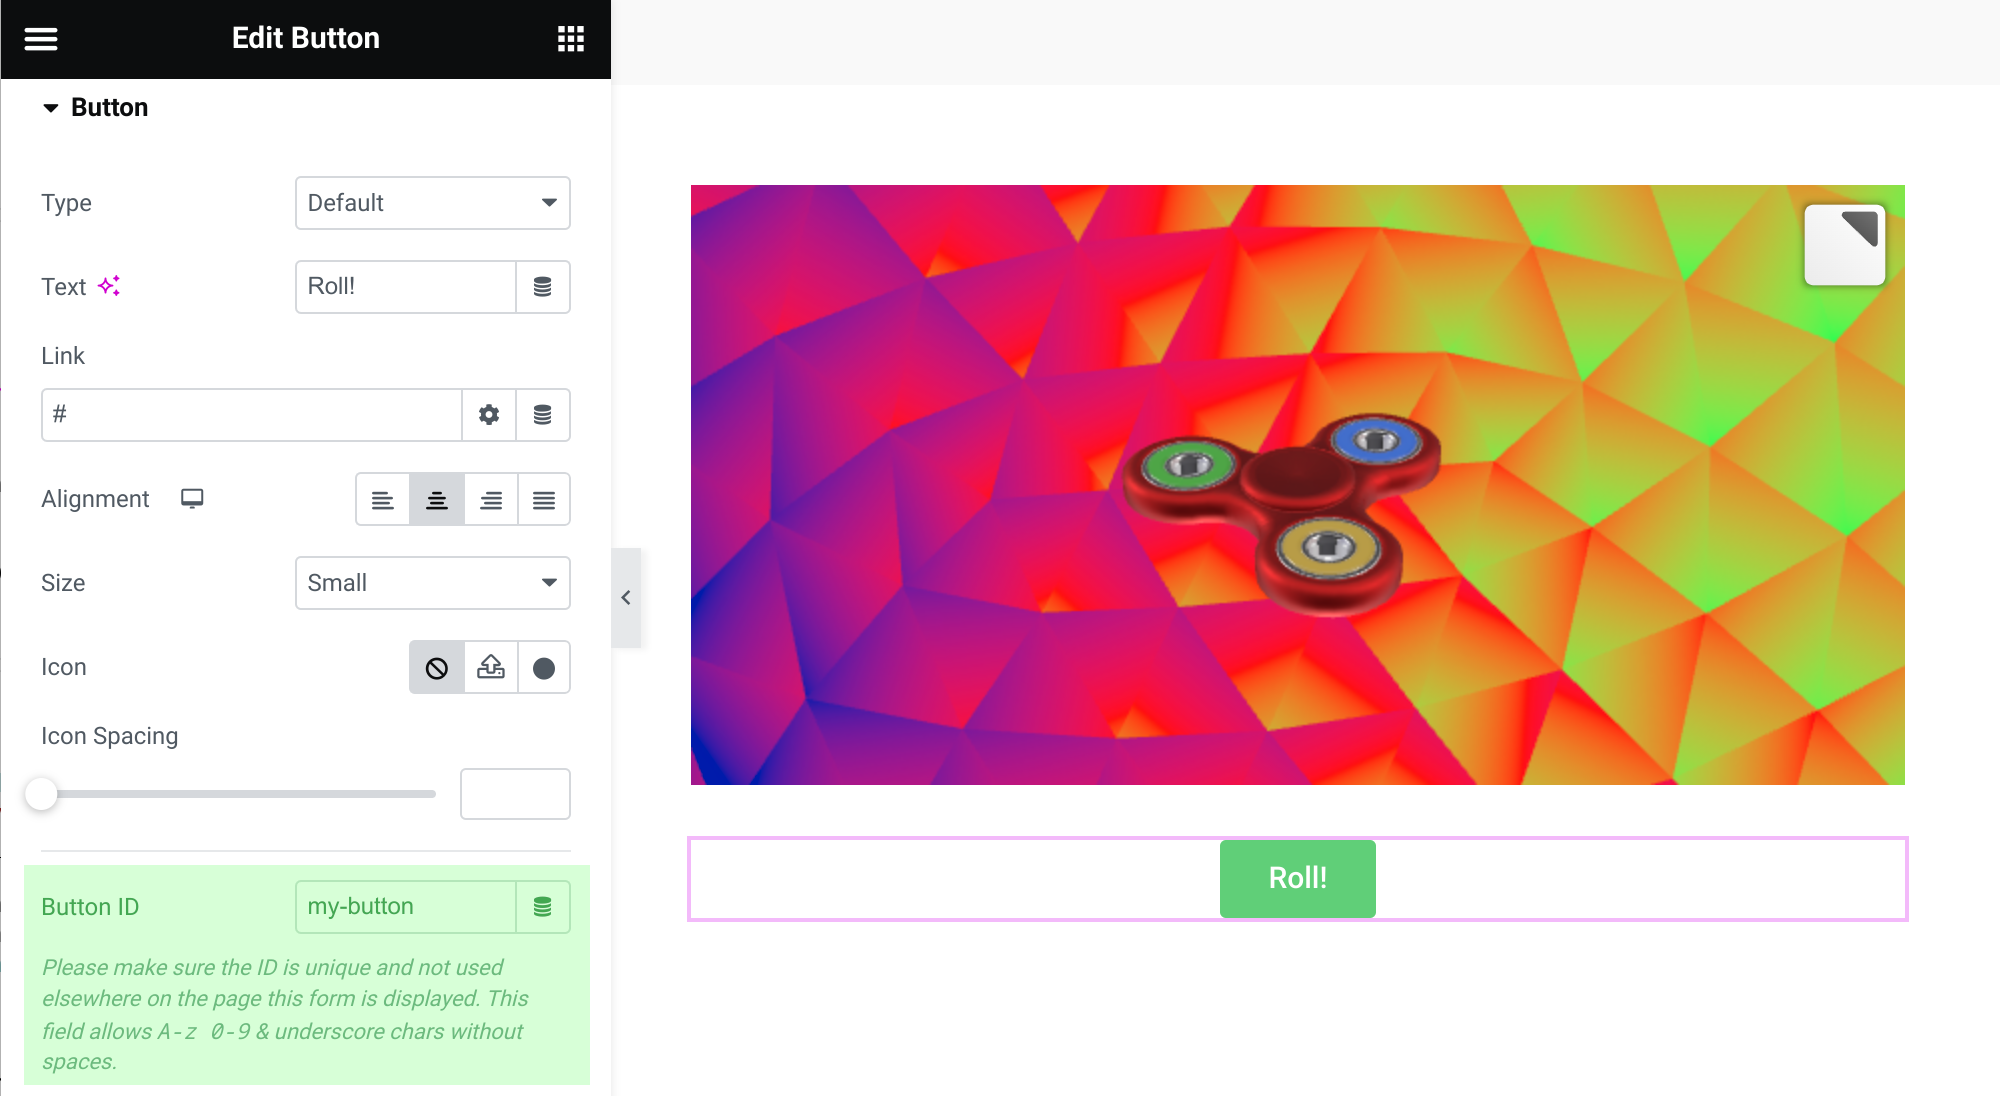 Edit Button
Button
Type
Default
Text
Roll!
Link
#
Alignment
Size
Small
Icon
Icon Spacing
Button ID
my-button
Please make sure the ID is unique and not used
elsewhere on the page this form is displayed. This
field allows A-z 0-9 & underscore chars without
spaces.
Roll!